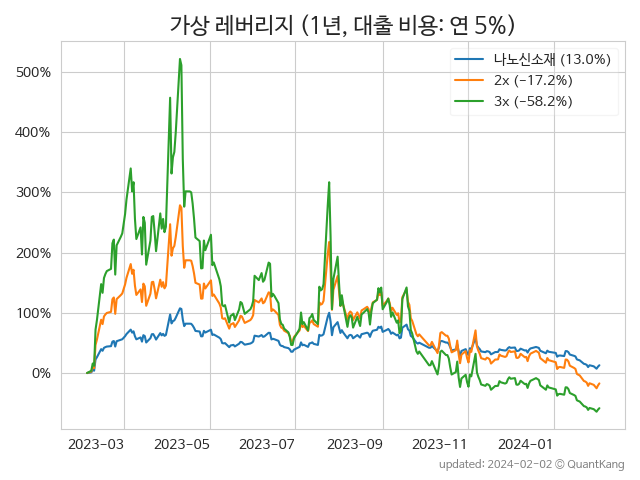 가상 레버리지 (1년, 대출 비용: 연 5%)
나노신소재 (13.0%)
2x (−17.2%)
3x (−58.2%)
500%
400%
300%
200%
100%
0%
2023-03 2023-05 2023-07 2023-09 2023-11 2024-01
updated: 2024-02-02 © QuantKang